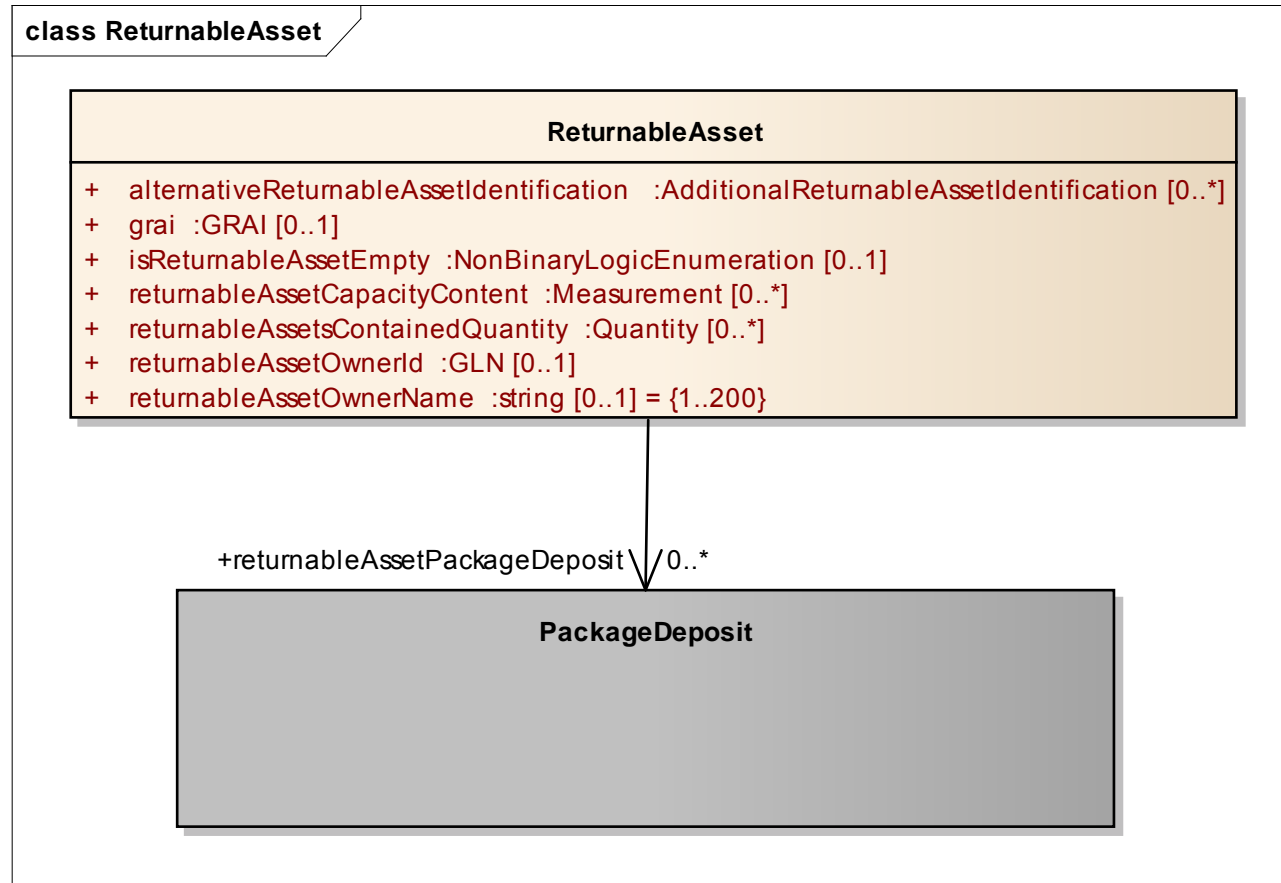 class ReturnableAsset
ReturnableAsset
+ alternativeReturnableAssetIdentification :AdditionalReturnableAssetIdentification [0..*]
+ grai :GRAI [0..1]
+ isReturnableAssetEmpty :NonBinaryLogicEnumeration [0..1]
+ returnableAssetCapacityContent :Measurement [0..*]
+ returnableAssetsContainedQuantity :Quantity [0..*]
+ returnableAssetOwnerId :GLN [0..1]
+ returnableAssetOwnerName :string [0..1] = {1..200}
+returnableAssetPackageDeposit 0..*
PackageDeposit